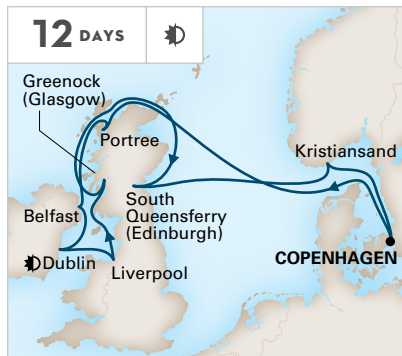 12 DAYS
Greenock
(Glasgow)
Portree
Kristiansand
Belfast
South
Queensferry
(Edinburgh)
COPENHAGEN
Dublin
Liverpool